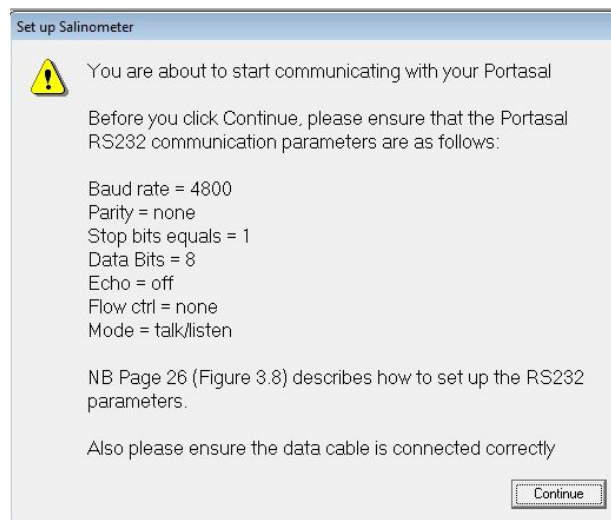 Set up Salinometer
You are about to start communicating with your Portasal
Before you click Continue, please ensure that the Portasal
RS232 communication parameters are as follows:
Baud rate = 4800
Parity = none
Stop bits equals = 1
Data Bits = 8
Echo = off
Flow ctrl = none
Mode = talk/listen
NB Page 26 (Figure 3.8) describes how to set up the RS232
parameters.
Also please ensure the data cable is connected correctly
Continue